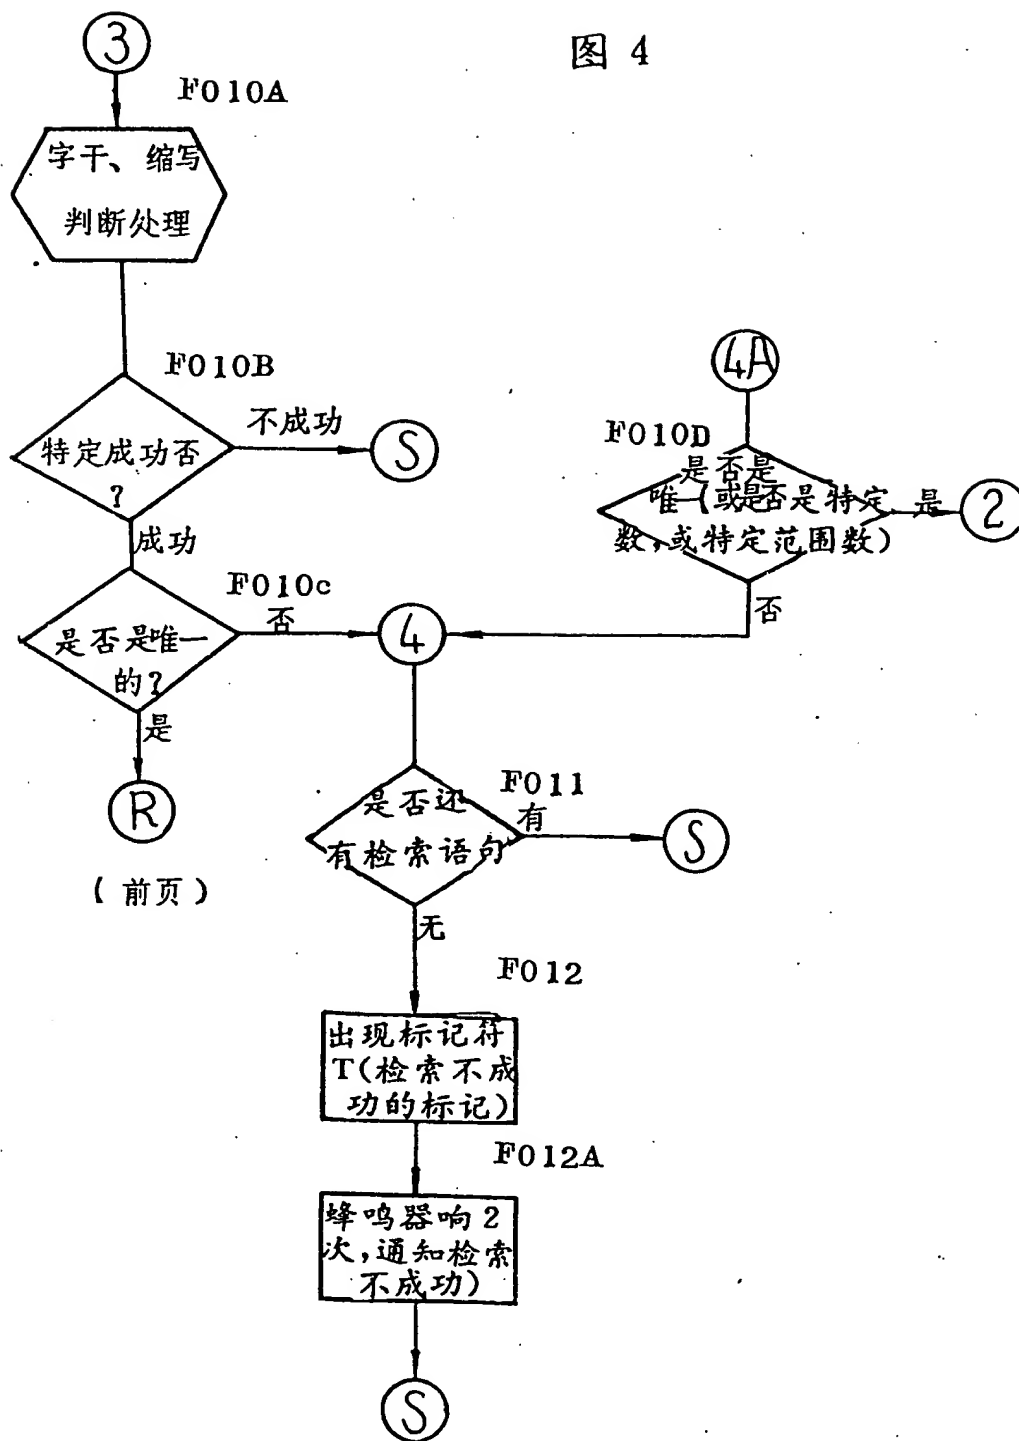 图 4
3
F010A
字干、缩写
判断处理
F010B
特定成功否
?
不成功
S
成功
F010c
是否是唯一
的?
否
是
R
(前页)
4A
F010D
是否是
唯一(或是否是特定
数,或特定范围数)
是
2
否
4
F011
是否还
有检索语句
有
S
无
F012
出现标记符
T(检索不成
功的标记)
F012A
蜂鸣器响2
次,通知检索
不成功)
S